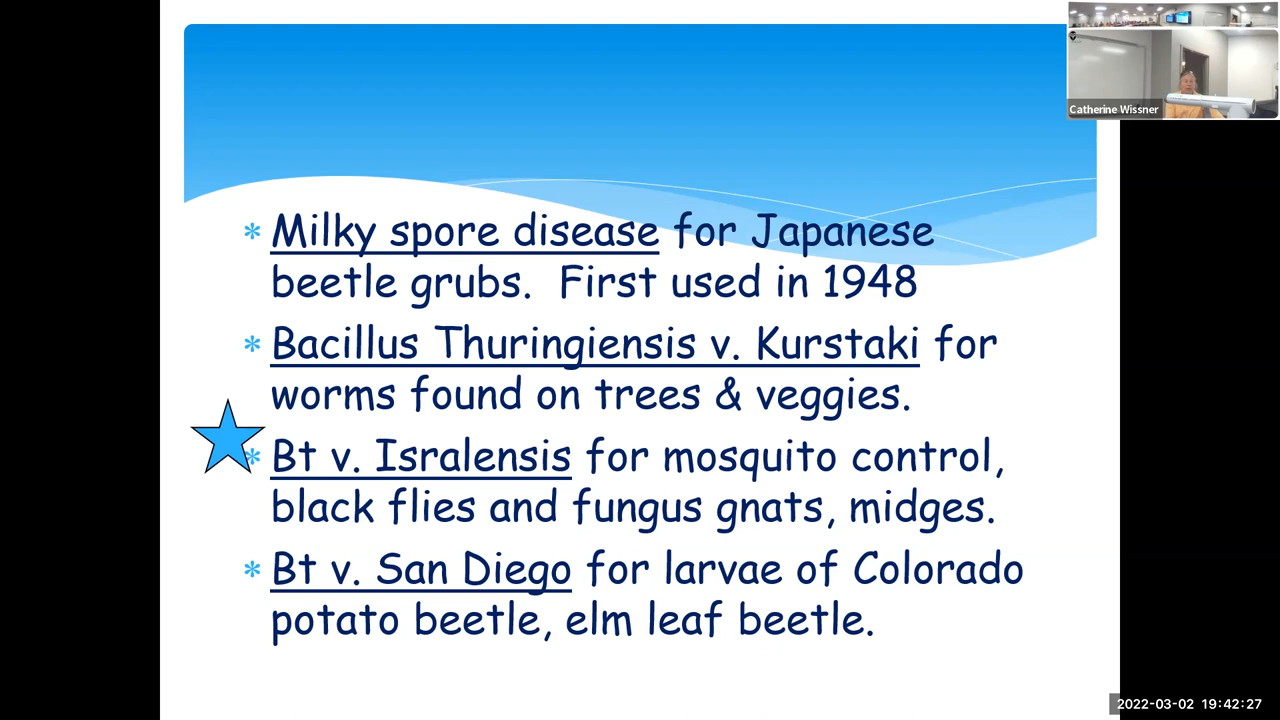 Catherine Wissner
* Milky spore disease for Japanese
beetle grubs. First used in 1948
* Bacillus Thuringiensis v. Kurstaki for
worms found on trees & veggies.
* Bt v. Isralensis for mosquito control,
black flies and fungus gnats, midges.
* Bt v. San Diego for larvae of Colorado
potato beetle, elm leaf beetle.
2022-03-02 19:42:27